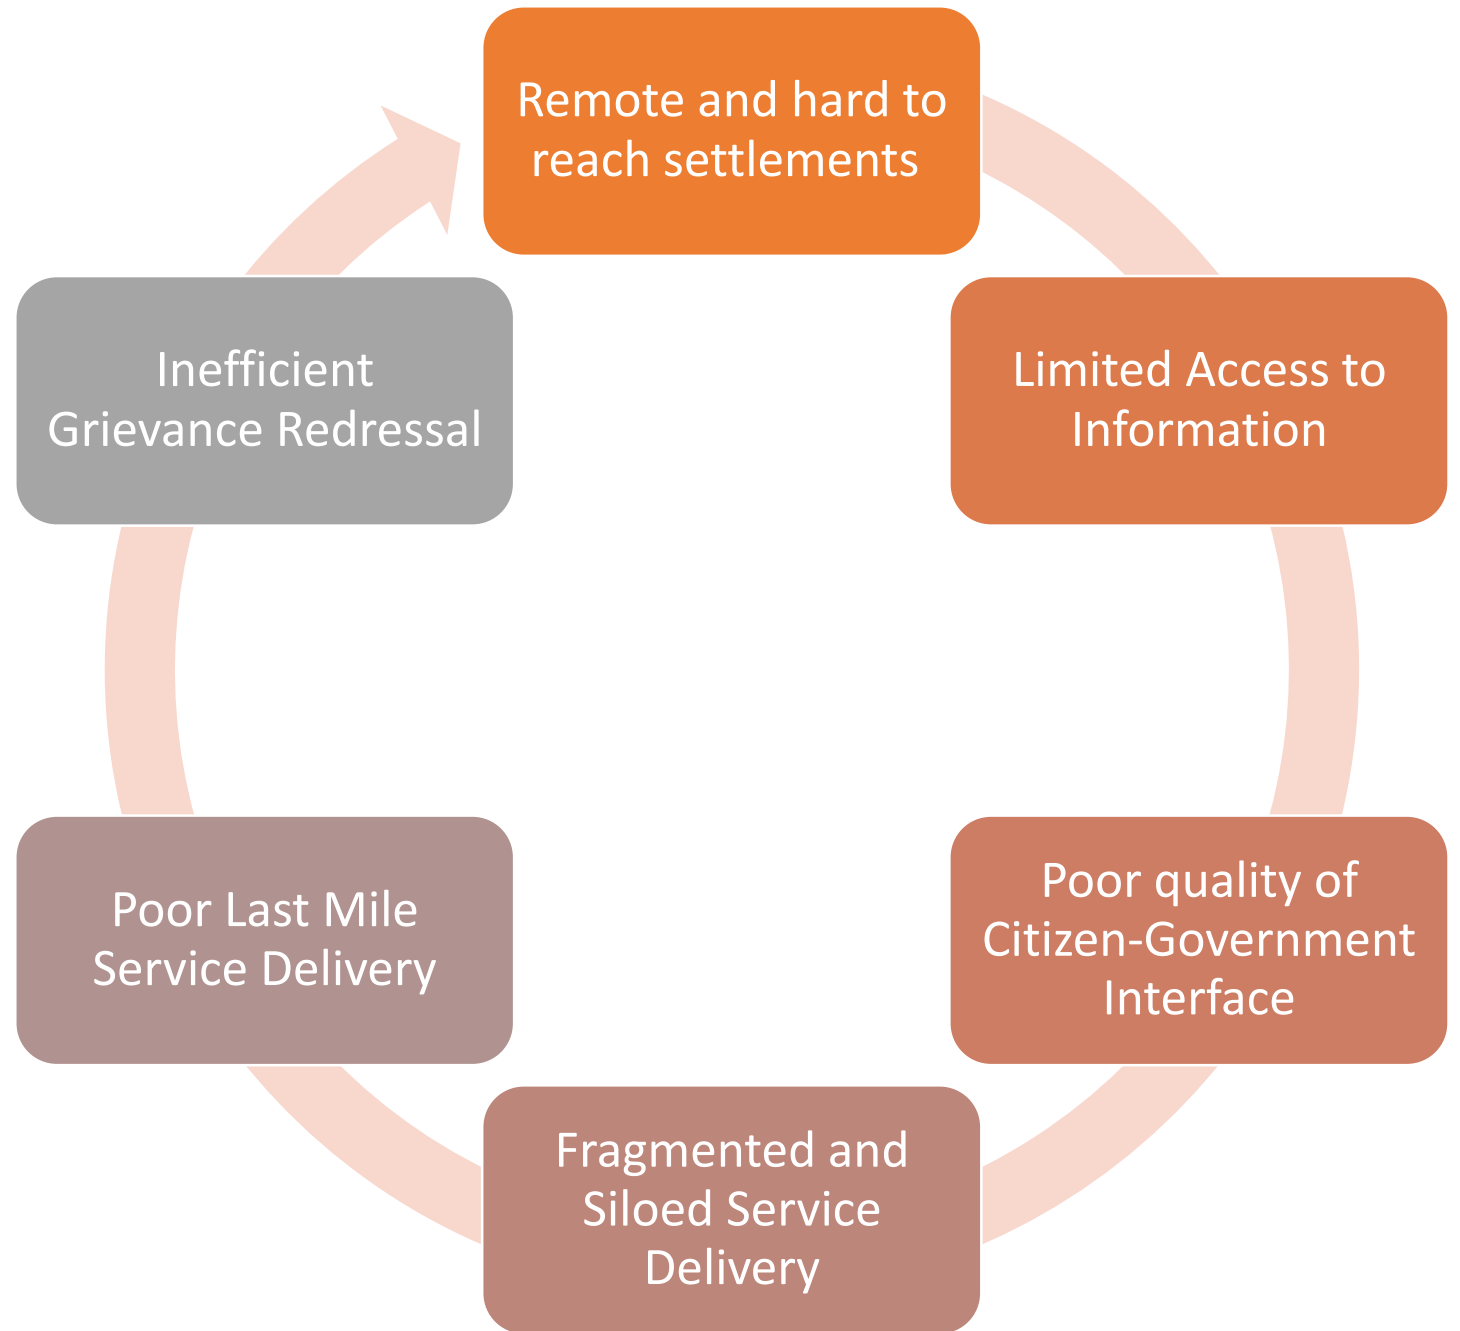 Remote and hard to
reach settlements
Limited Access to
Information
Poor quality of
Citizen-Government
Interface
Fragmented and
Siloed Service
Delivery
Poor Last Mile
Service Delivery
Inefficient
Grievance Redressal